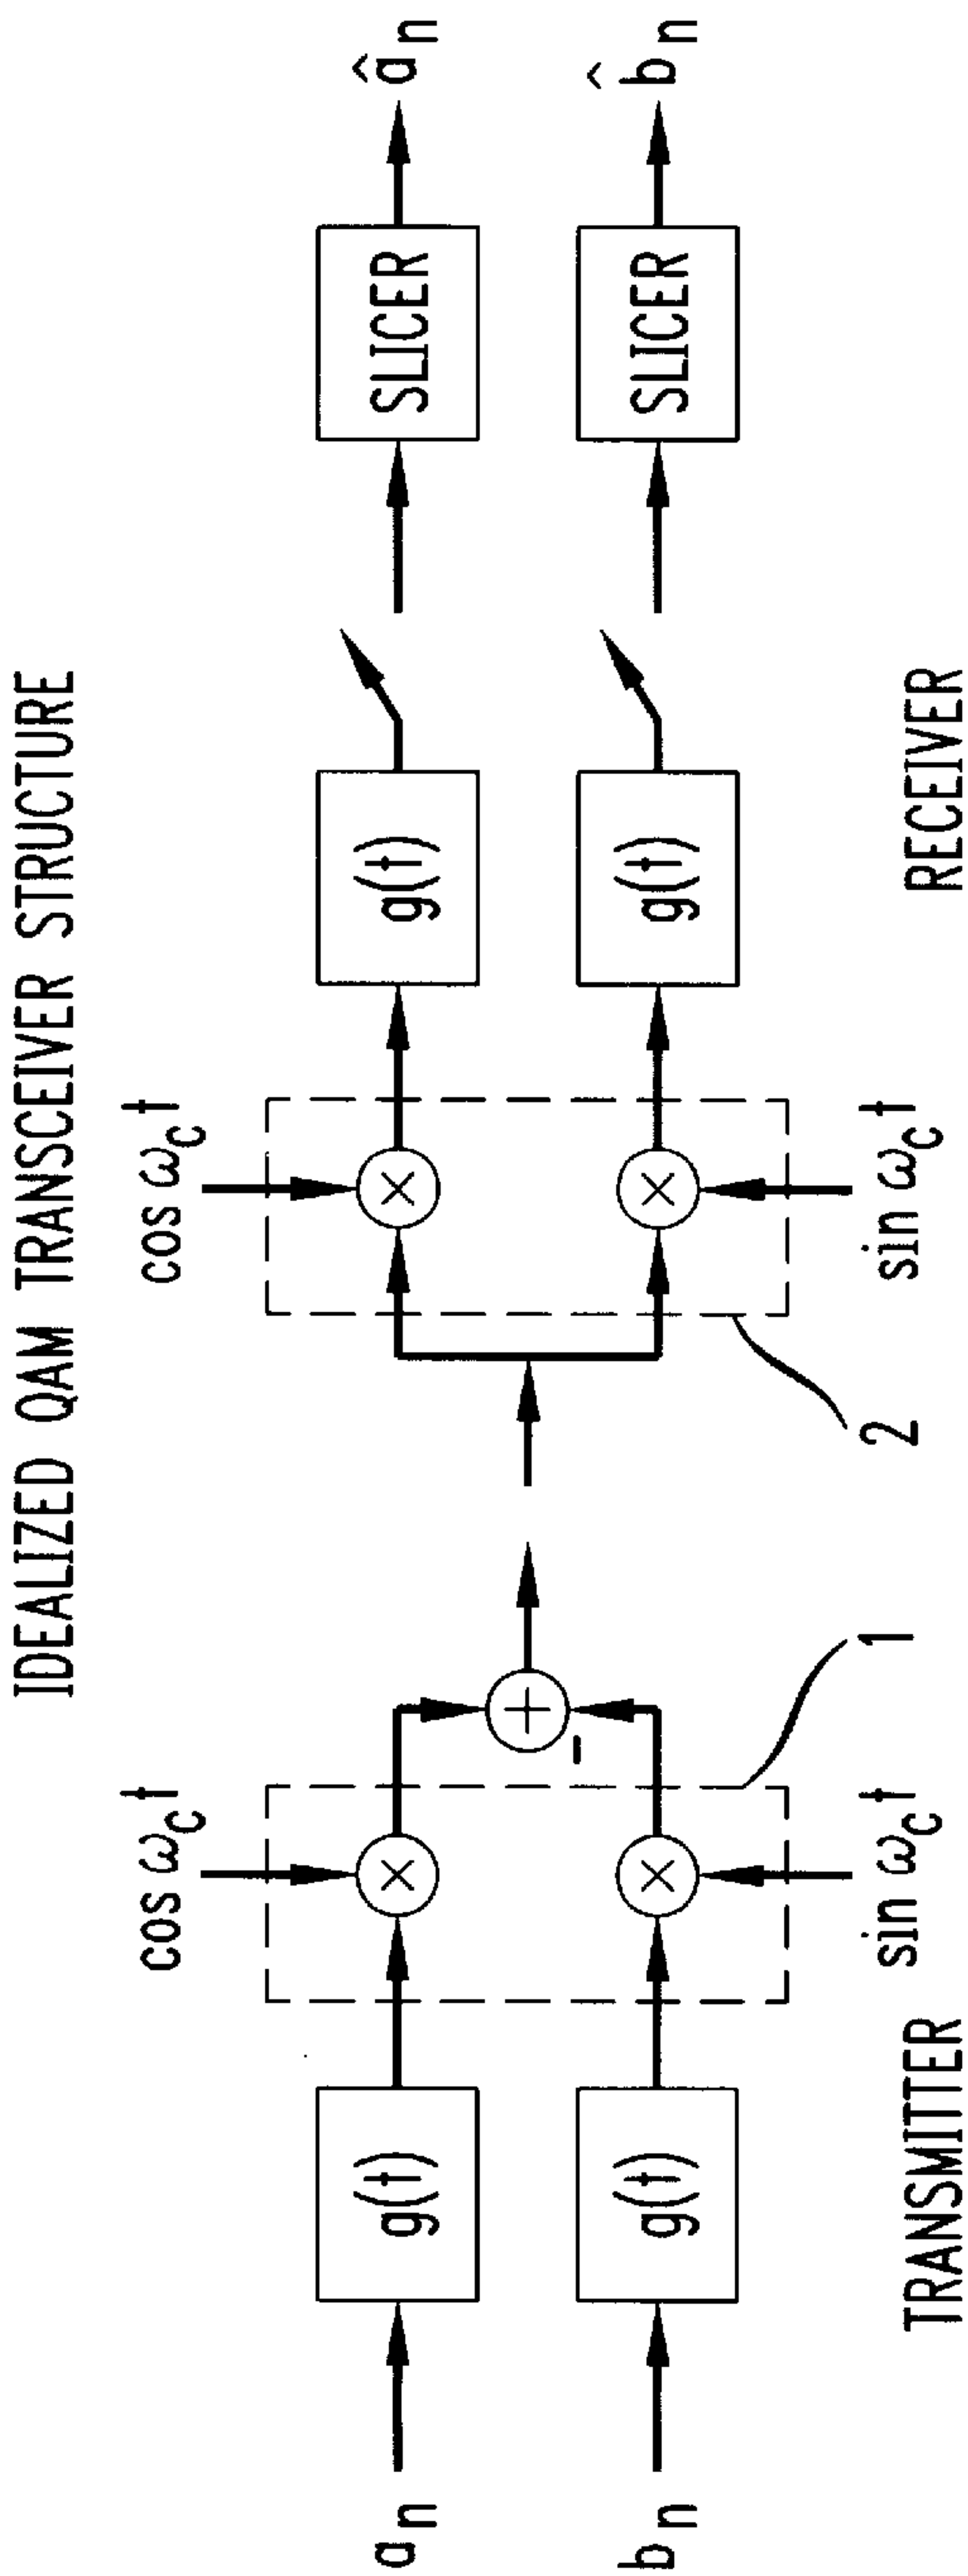 IDEALIZED QAM TRANSCEIVER STRUCTURE
cos ω_c t
cos ω_c t
a_n
g(t)
×
×
g(t)
SLICER
â_n
+
-
b_n
g(t)
×
×
g(t)
SLICER
b̂_n
sin ω_c t
1
2
sin ω_c t
TRANSMITTER
RECEIVER